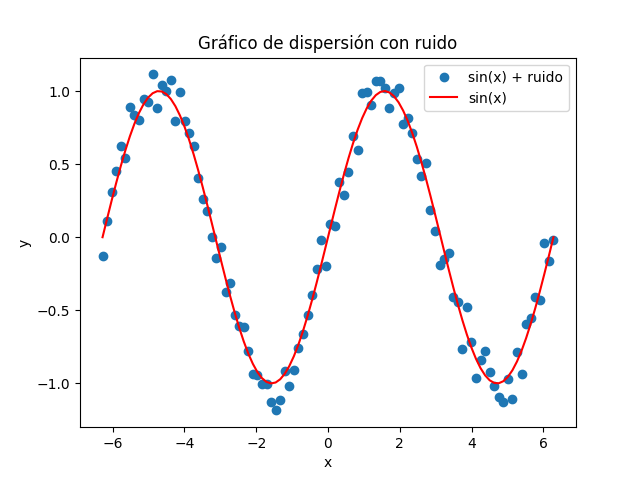 Gráfico de dispersión con ruido
sin(x) + ruido
sin(x)
1.0
0.5
0.0
−0.5
−1.0
y
−6
−4
−2
0
2
4
6
x